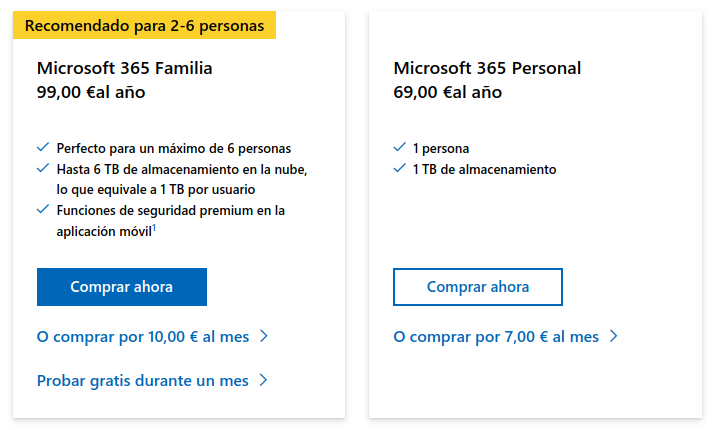 Recomendado para 2-6 personas
Microsoft 365 Familia
99,00 €al año
Perfecto para un máximo de 6 personas
Hasta 6 TB de almacenamiento en la nube,
lo que equivale a 1 TB por usuario
Funciones de seguridad premium en la
aplicación móvil¹
Comprar ahora
O comprar por 10,00 € al mes
Probar gratis durante un mes
Microsoft 365 Personal
69,00 €al año
1 persona
1 TB de almacenamiento
Comprar ahora
O comprar por 7,00 € al mes